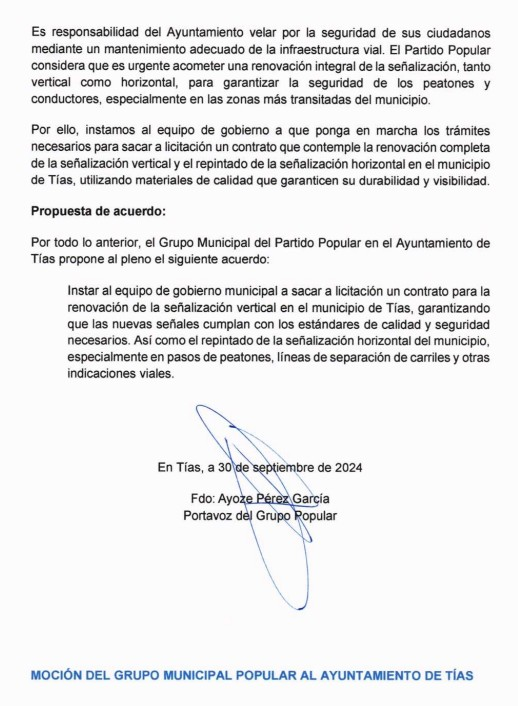 Es responsabilidad del Ayuntamiento velar por la seguridad de sus ciudadanos
mediante un mantenimiento adecuado de la infraestructura vial. El Partido Popular
considera que es urgente acometer una renovación integral de la señalización, tanto
vertical como horizontal, para garantizar la seguridad de los peatones y
conductores, especialmente en las zonas más transitadas del municipio.
Por ello, instamos al equipo de gobierno a que ponga en marcha los trámites
necesarios para sacar a licitación un contrato que contemple la renovación completa
de la señalización vertical y el repintado de la señalización horizontal en el municipio
de Tías, utilizando materiales de calidad que garanticen su durabilidad y visibilidad.
Propuesta de acuerdo:
Por todo lo anterior, el Grupo Municipal del Partido Popular en el Ayuntamiento de
Tías propone al pleno el siguiente acuerdo:
Instar al equipo de gobierno municipal a sacar a licitación un contrato para la
renovación de la señalización vertical en el municipio de Tías, garantizando
que las nuevas señales cumplan con los estándares de calidad y seguridad
necesarios. Así como el repintado de la señalización horizontal del municipio,
especialmente en pasos de peatones, líneas de separación de carriles y otras
indicaciones viales.
En Tías, a 30 de septiembre de 2024
Fdo: Ayoze Pérez García
Portavoz del Grupo Popular
MOCIÓN DEL GRUPO MUNICIPAL POPULAR AL AYUNTAMIENTO DE TÍAS